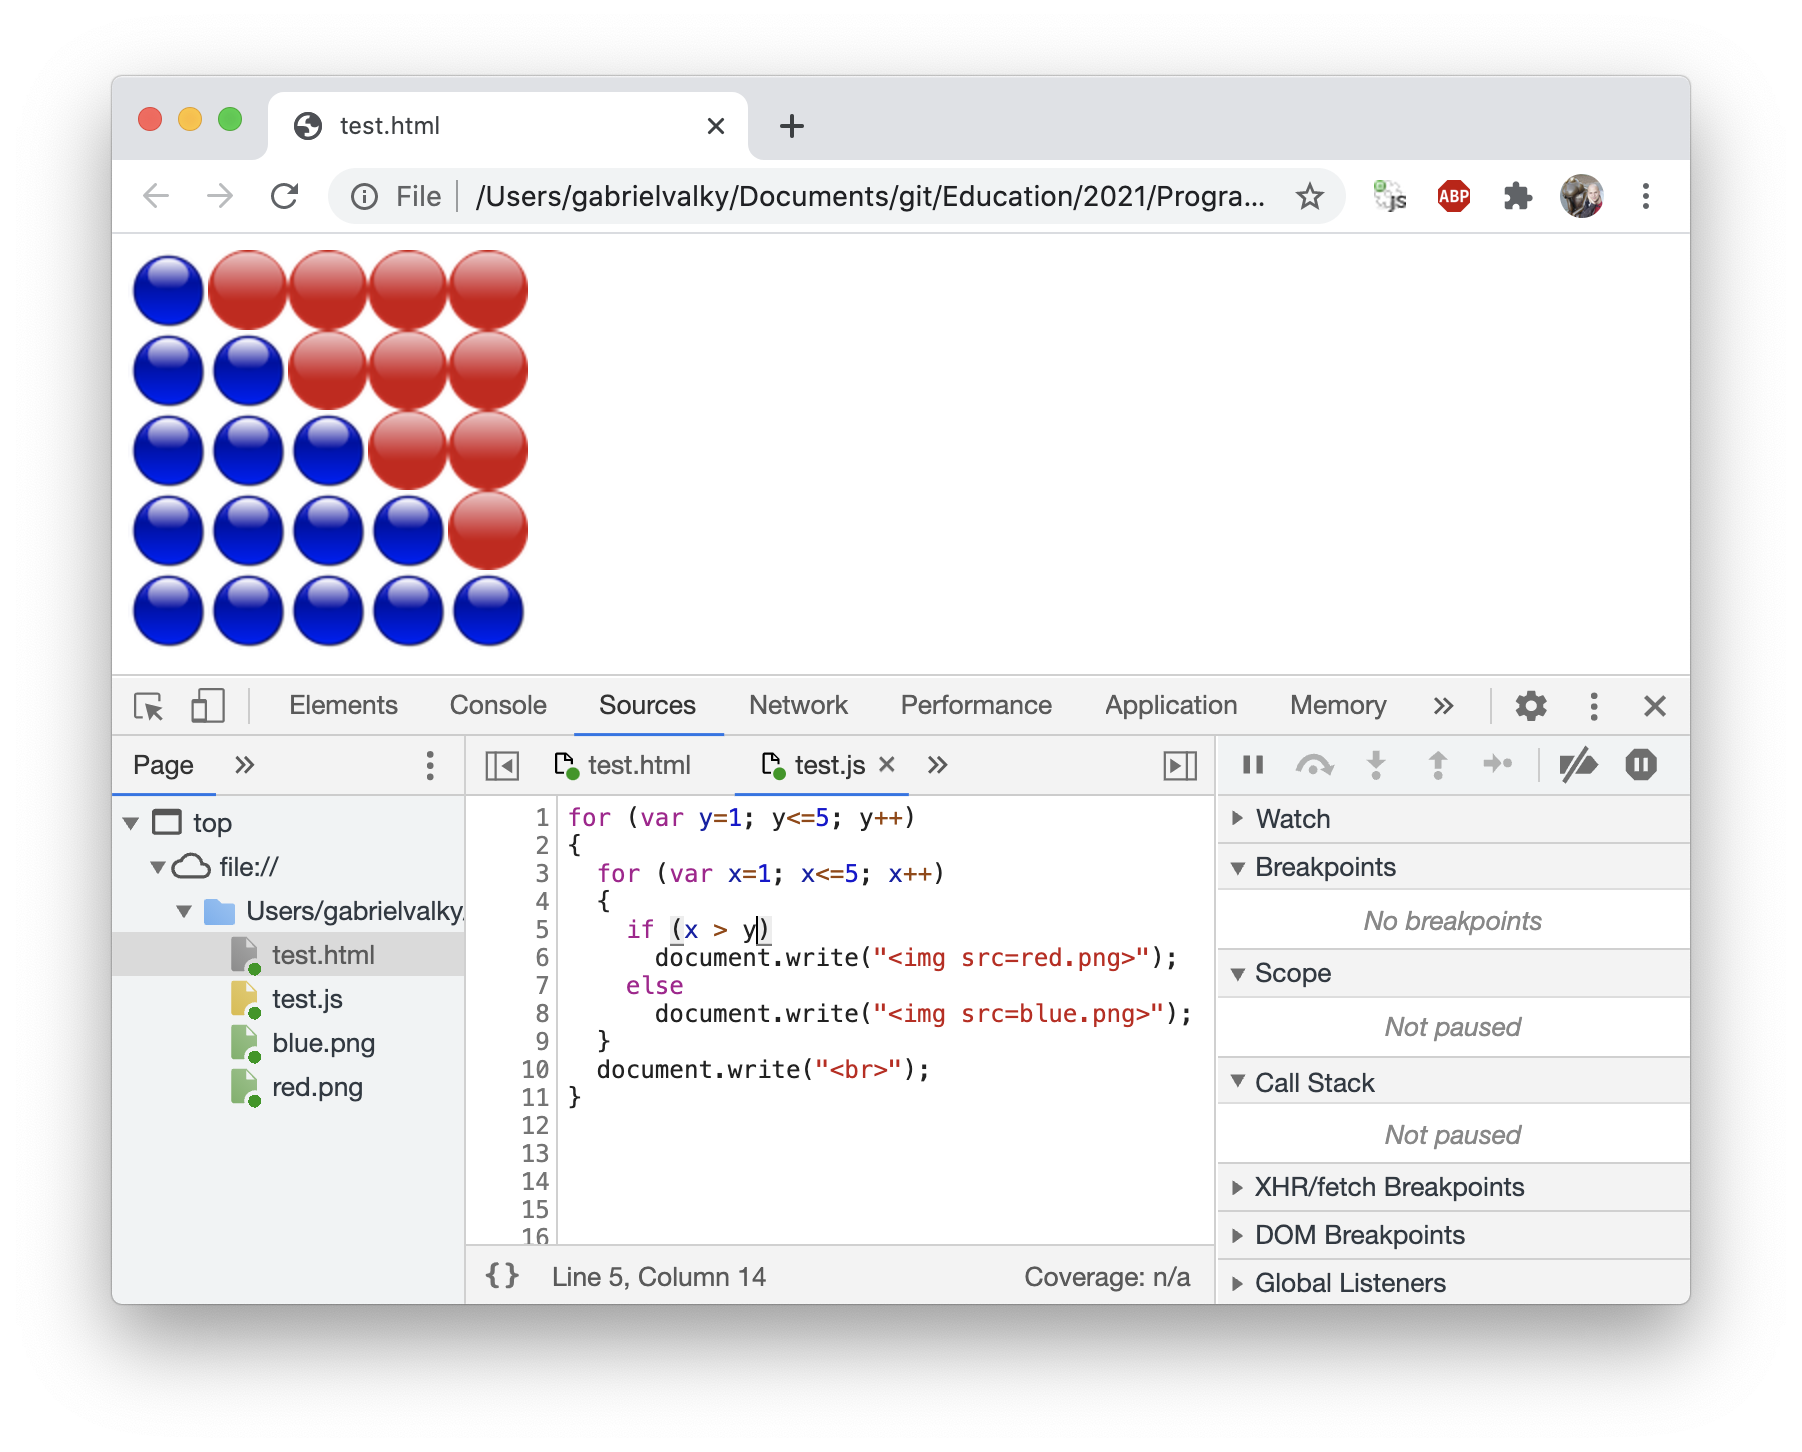 test.html
File /Users/gabrielvalky/Documents/git/Education/2021/Progra...
js
ABP
Elements Console Sources Network Performance Application Memory
Page
test.html test.js
top
file://
Users/gabrielvalky
test.html
test.js
blue.png
red.png
1 for (var y=1; y<=5; y++)
2 {
3 for (var x=1; x<=5; x++)
4 {
5 if (x > y)
6 document.write("<img src=red.png>");
7 else
8 document.write("<img src=blue.png>");
9 }
10 document.write("<br>");
11 }
12
13
14
15
16
{} Line 5, Column 14 Coverage: n/a
Watch
Breakpoints
No breakpoints
Scope
Not paused
Call Stack
Not paused
XHR/fetch Breakpoints
DOM Breakpoints
Global Listeners